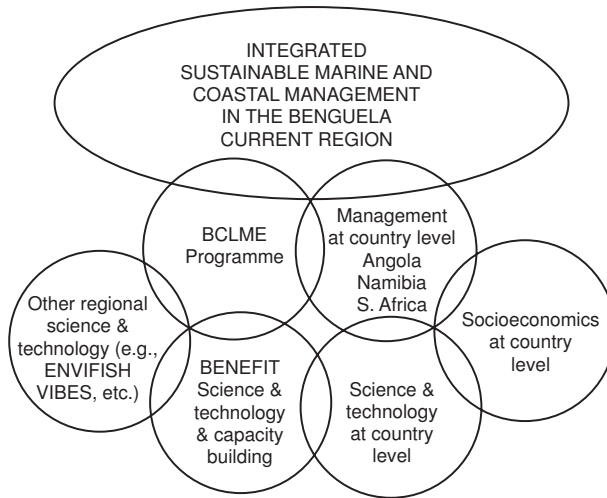 INTEGRATED
SUSTAINABLE MARINE AND
COASTAL MANAGEMENT
IN THE BENGUELA
CURRENT REGION
BCLME
Programme
Management
at country level
Angola
Namibia
S. Africa
Other regional
science &
technology (e.g.,
ENVIFISH
VIBES, etc.)
BENEFIT
Science &
technology
& capacity
building
Science &
technology
at country
level
Socioeconomics
at country
level